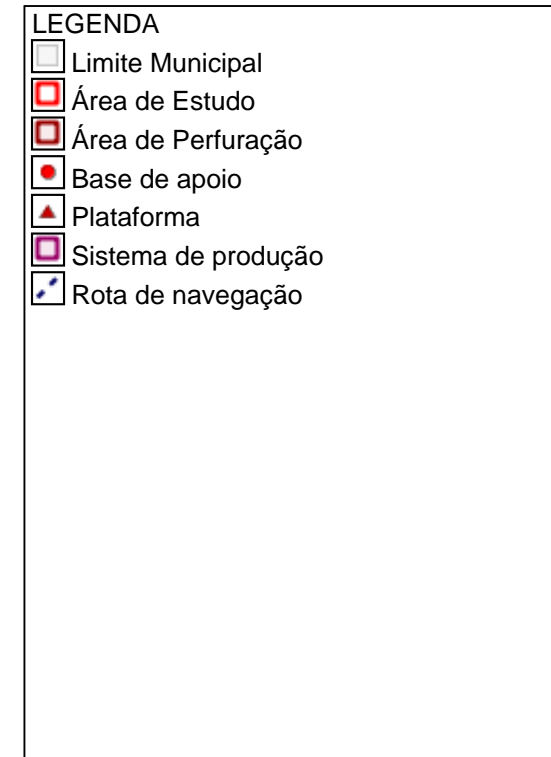 LEGENDA
Limite Municipal
Área de Estudo
Área de Perfuração
Base de apoio
Plataforma
Sistema de produção
Rota de navegação